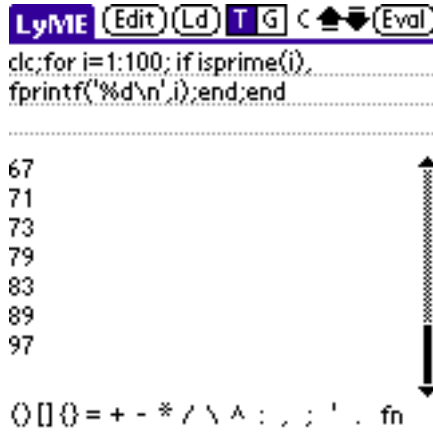 LyME (Edit) (Ld) T G C (Eval)
clc;for i=1:100; if isprime(i),
fprintf('%d\n',i);end;end
67
71
73
79
83
89
97
() [] {} = + - * / \ ^ : , ; ' . fn